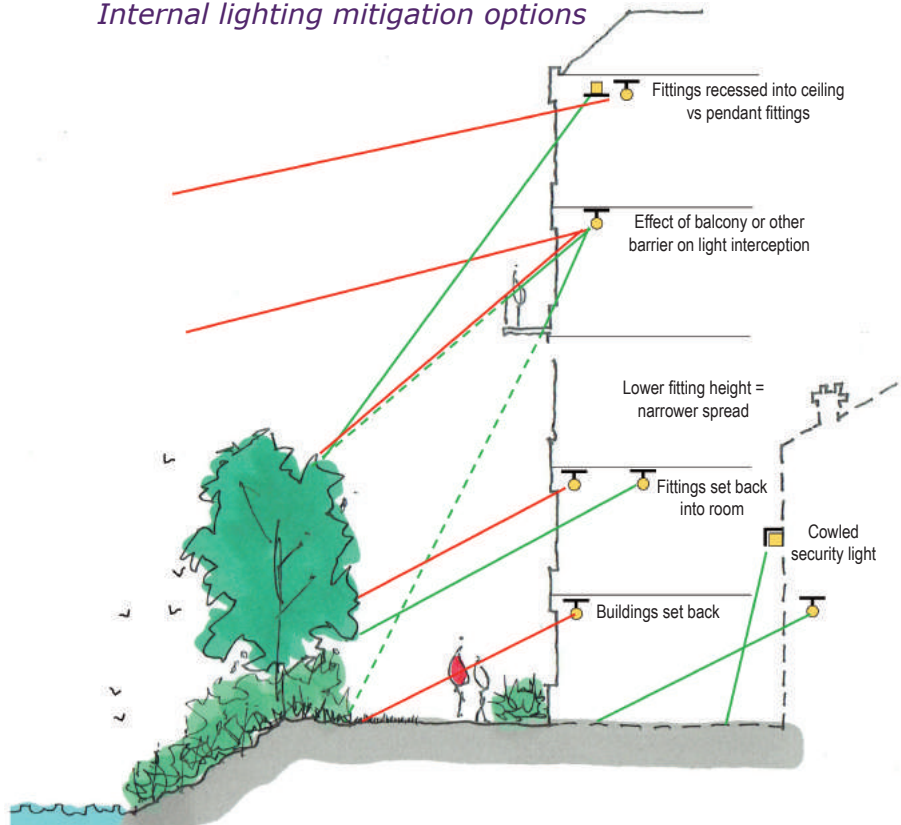 Internal lighting mitigation options
Fittings recessed into ceiling
vs pendant fittings
Effect of balcony or other
barrier on light interception
Lower fitting height =
narrower spread
Fittings set back
into room
Cowled
security light
Buildings set back